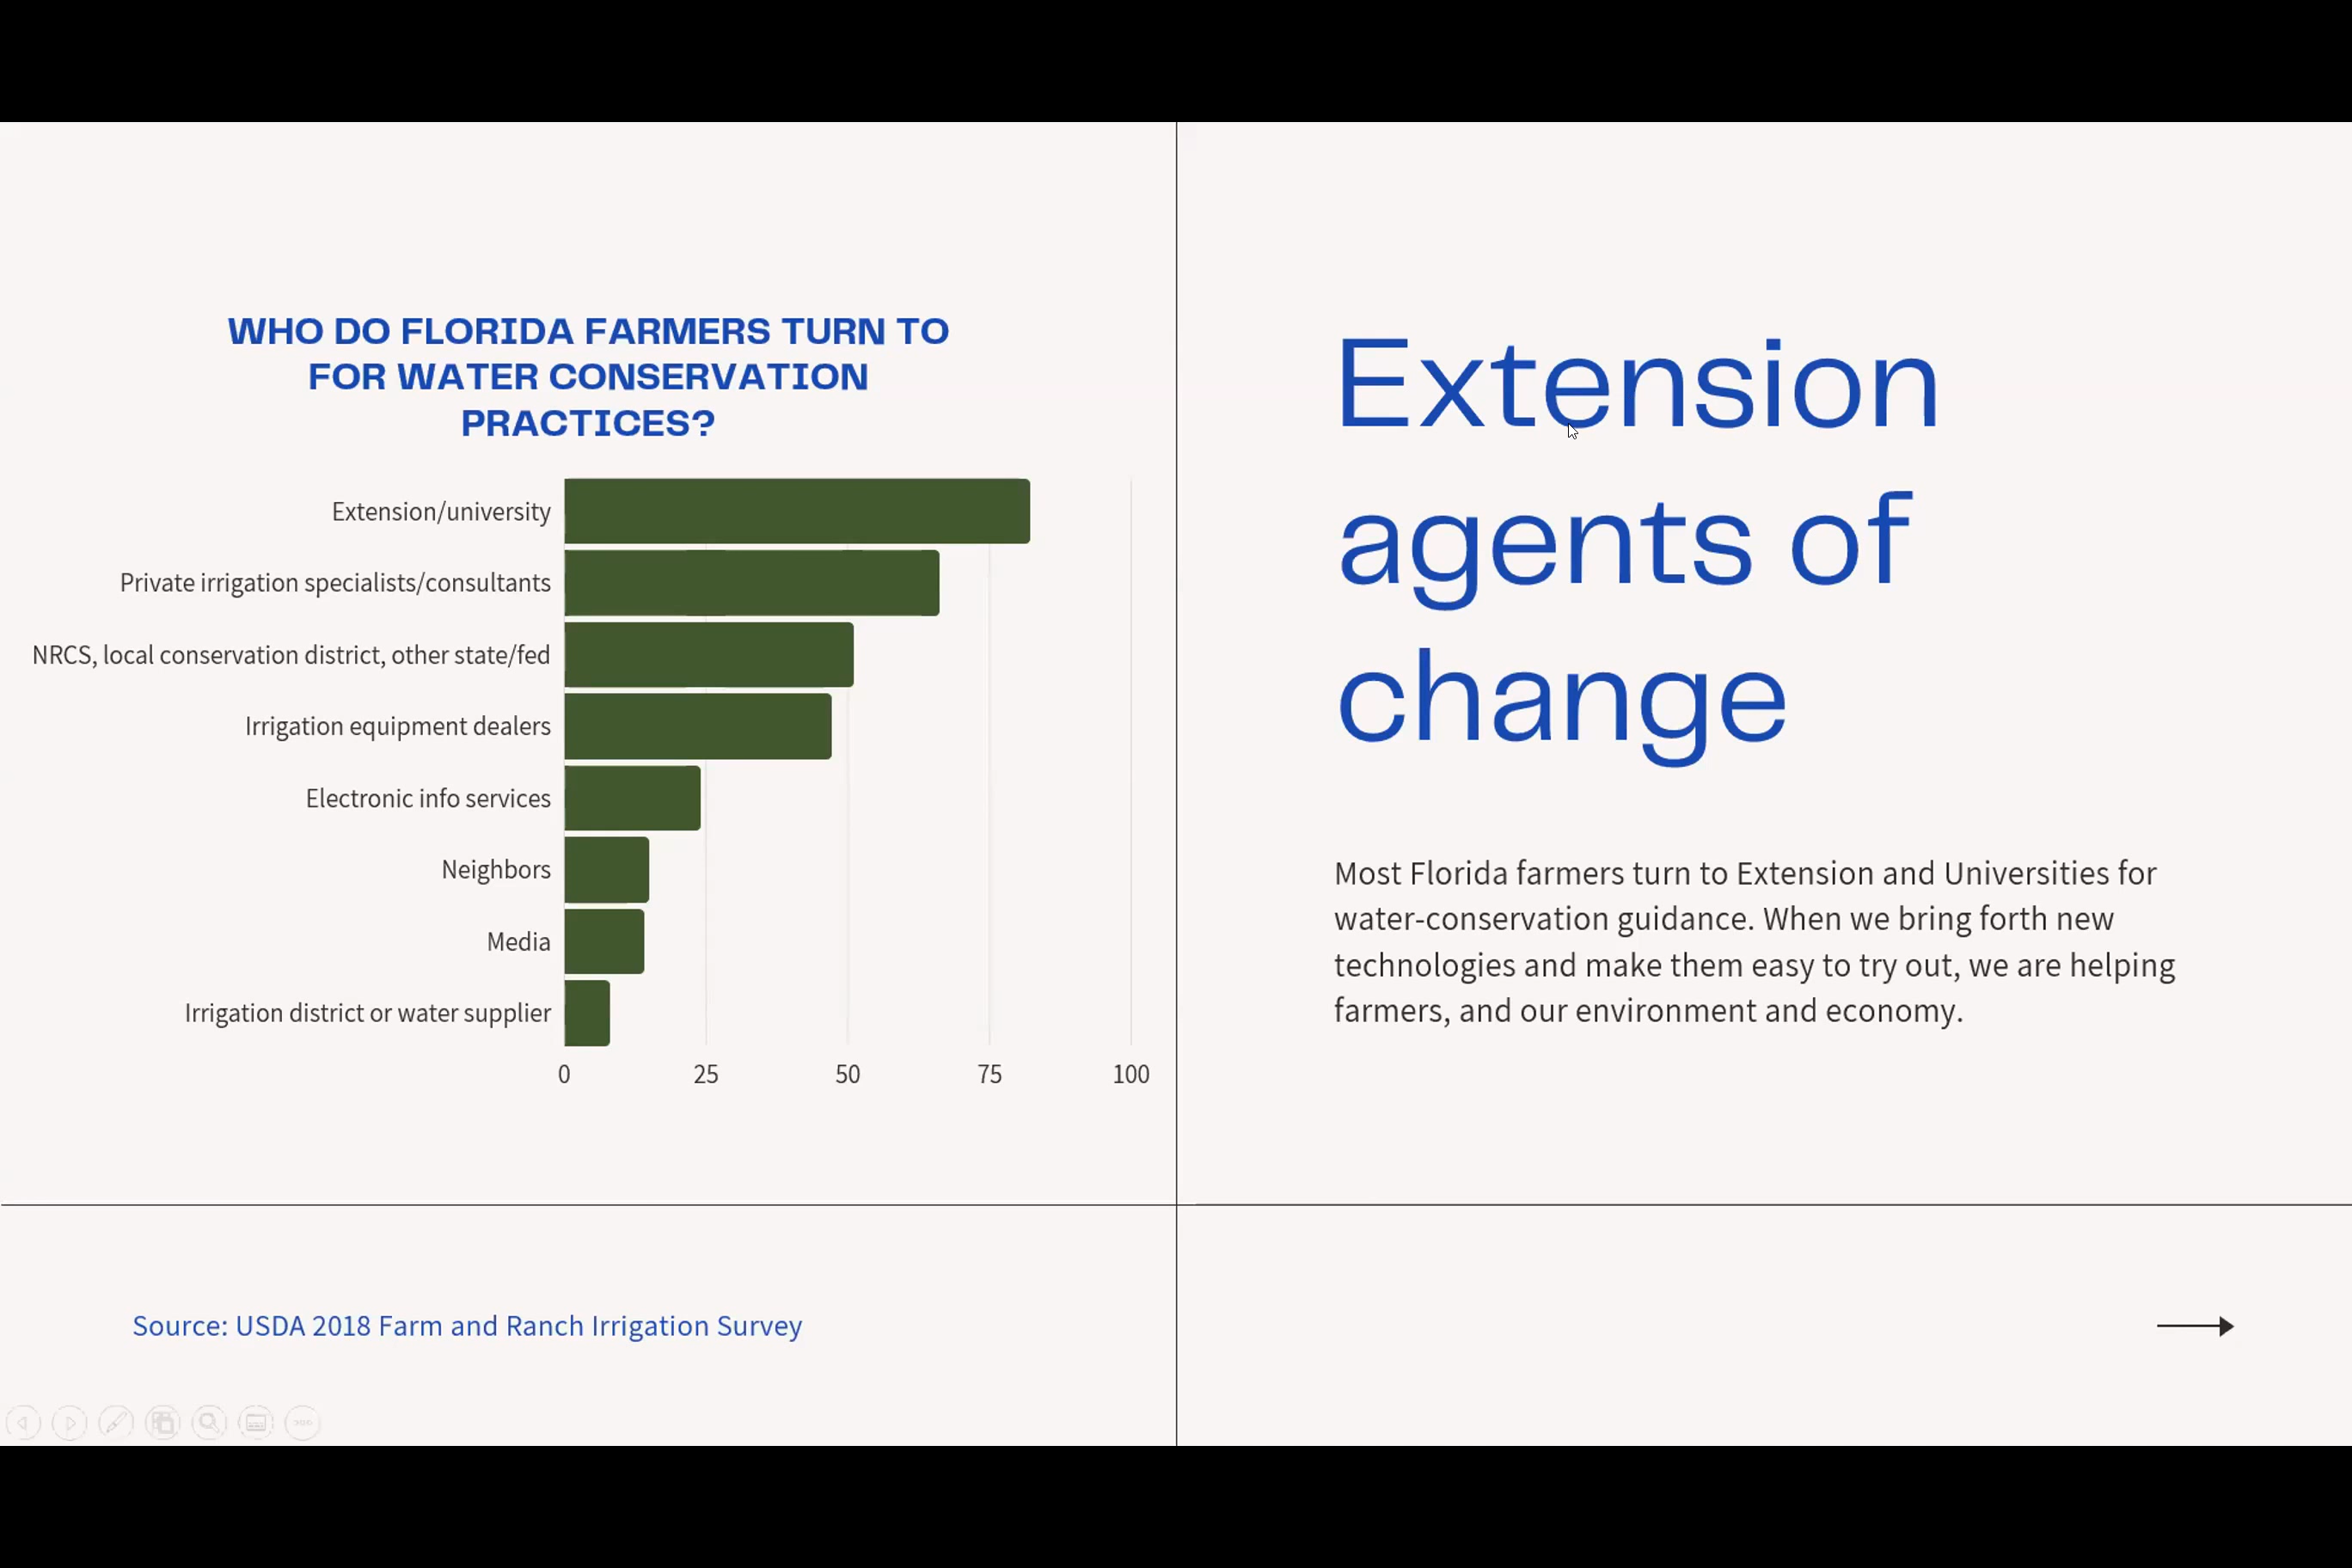 WHO DO FLORIDA FARMERS TURN TO
FOR WATER CONSERVATION
PRACTICES?
Extension/university
Private irrigation specialists/consultants
NRCS, local conservation district, other state/fed
Irrigation equipment dealers
Electronic info services
Neighbors
Media
Irrigation district or water supplier
0 25 50 75 100
Extension
agents of
change
Most Florida farmers turn to Extension and Universities for
water-conservation guidance. When we bring forth new
technologies and make them easy to try out, we are helping
farmers, and our environment and economy.
Source: USDA 2018 Farm and Ranch Irrigation Survey